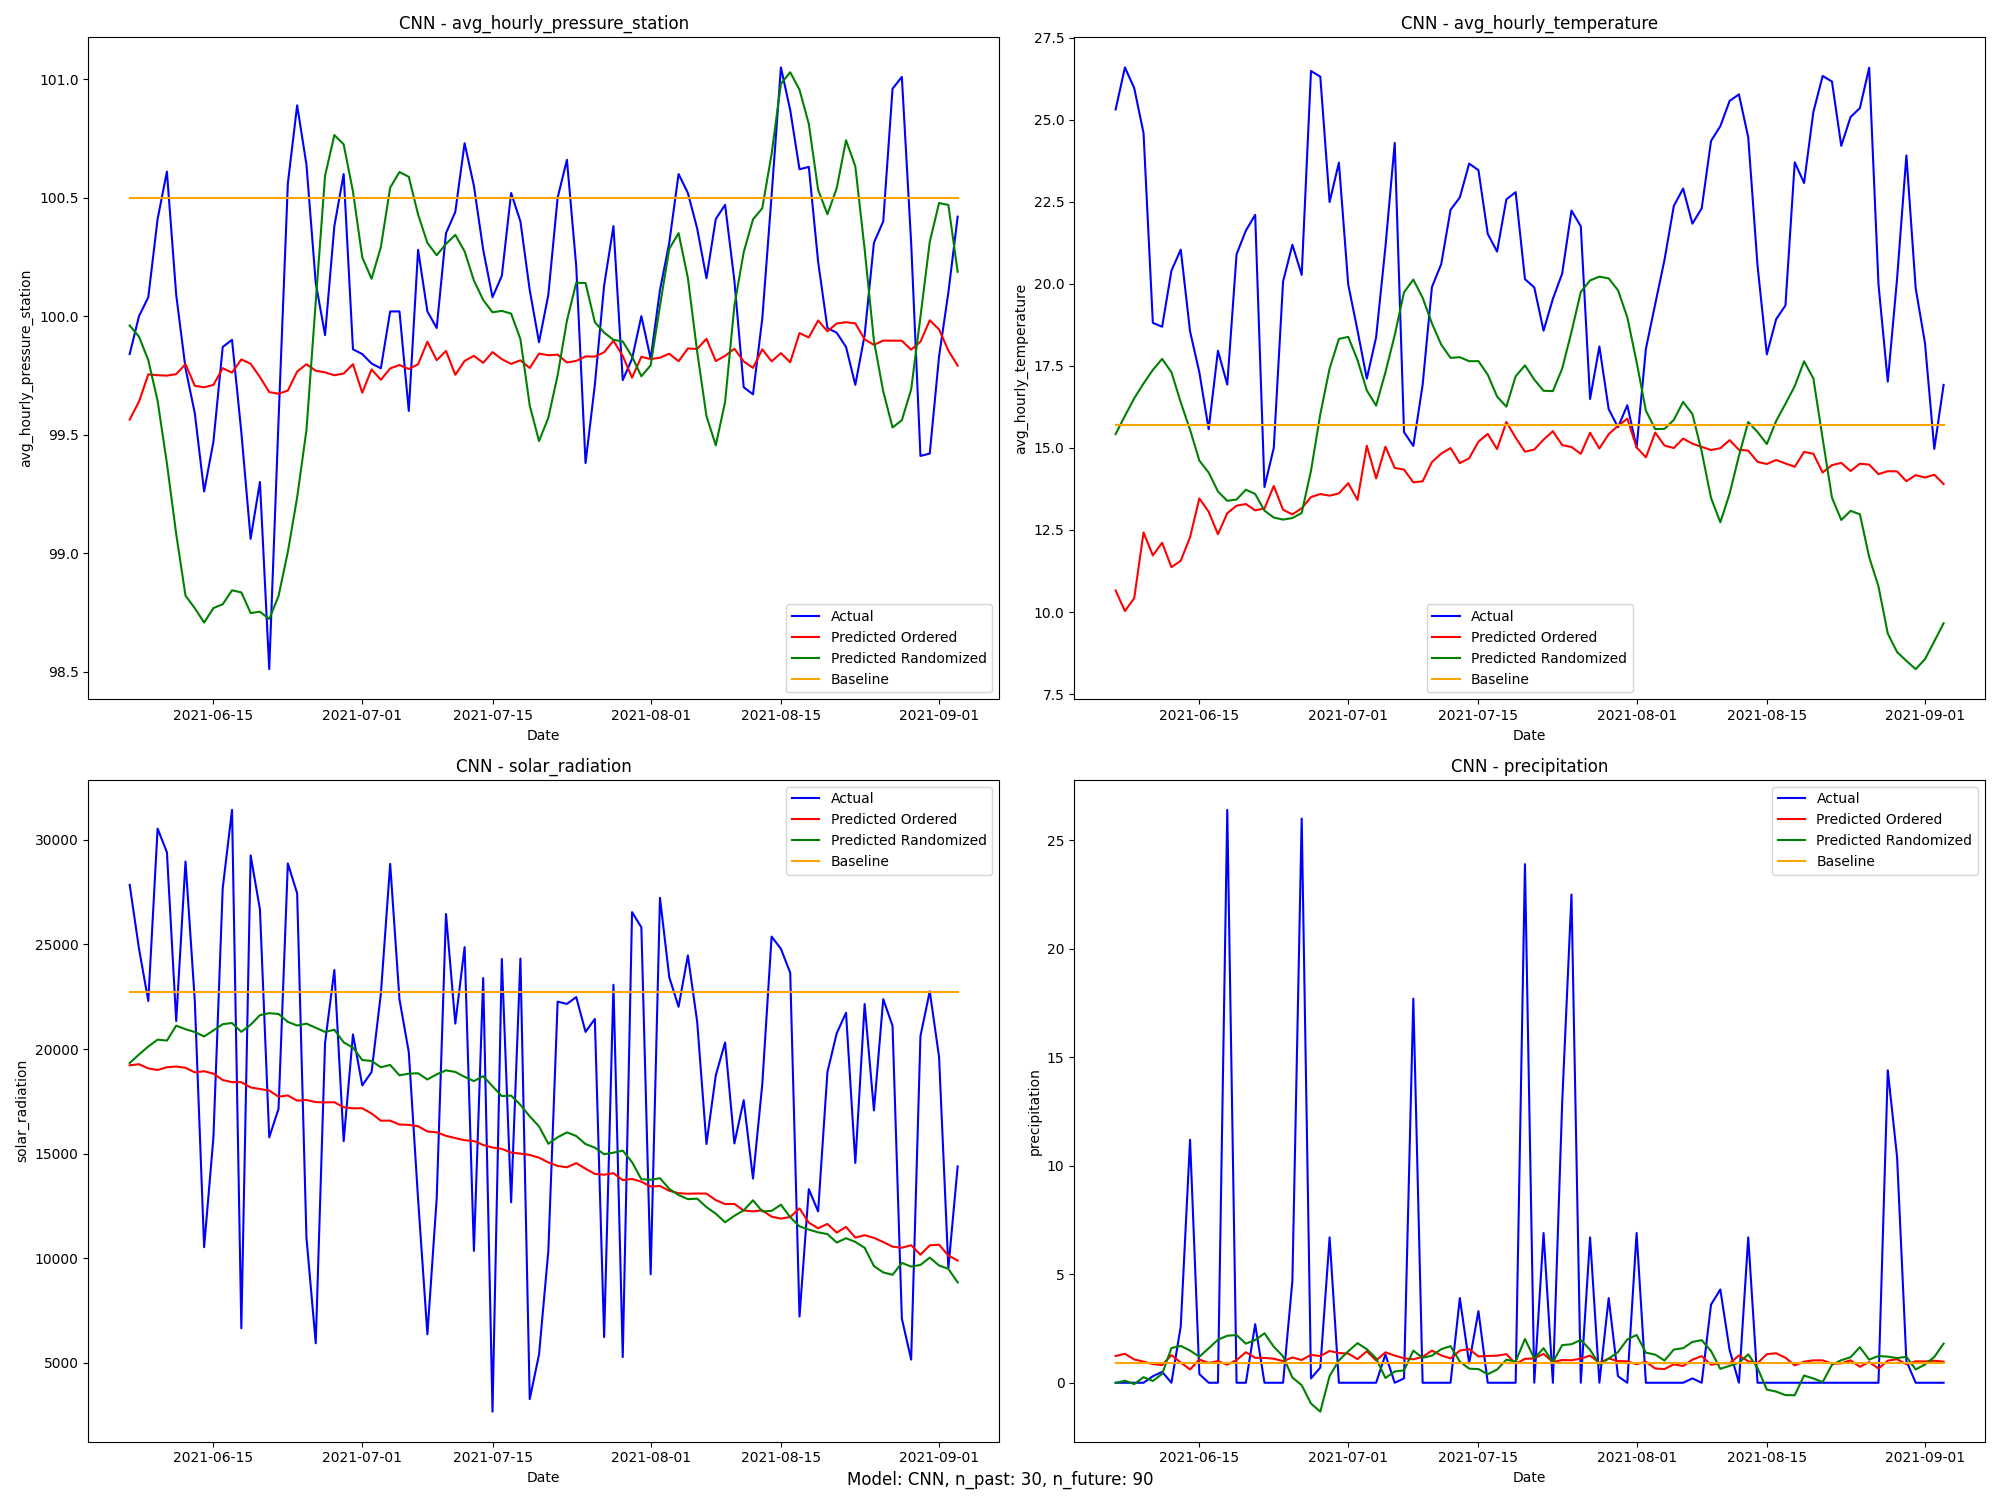 CNN - avg_hourly_pressure_station
avg_hourly_pressure_station
101.0
100.5
100.0
99.5
99.0
98.5
Actual
Predicted Ordered
Predicted Randomized
Baseline
2021-06-15 2021-07-01 2021-07-15 2021-08-01 2021-08-15 2021-09-01
Date
CNN - avg_hourly_temperature
avg_hourly_temperature
27.5
25.0
22.5
20.0
17.5
15.0
12.5
10.0
7.5
Actual
Predicted Ordered
Predicted Randomized
Baseline
2021-06-15 2021-07-01 2021-07-15 2021-08-01 2021-08-15 2021-09-01
Date
CNN - solar_radiation
solar_radiation
30000
25000
20000
15000
10000
5000
Actual
Predicted Ordered
Predicted Randomized
Baseline
2021-06-15 2021-07-01 2021-07-15 2021-08-01 2021-08-15 2021-09-01
Date
CNN - precipitation
precipitation
25
20
15
10
5
0
Actual
Predicted Ordered
Predicted Randomized
Baseline
2021-06-15 2021-07-01 2021-07-15 2021-08-01 2021-08-15 2021-09-01
Date
Model: CNN, n_past: 30, n_future: 90